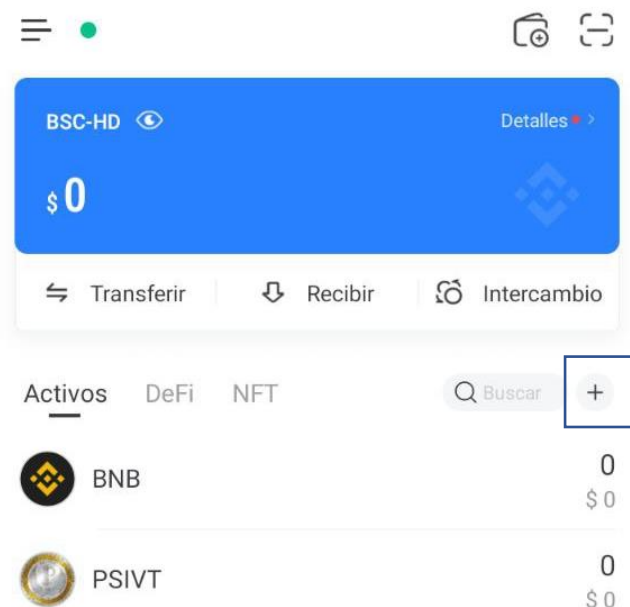 BSC-HD
Detalles >
$ 0
Transferir Recibir Intercambio
Activos DeFi NFT Buscar +
BNB 0
$ 0
PSIVT 0
$ 0